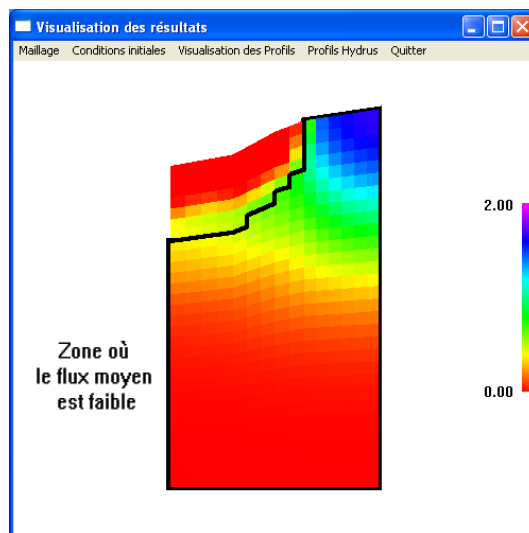 Visualisation des résultats
Maillage Conditions initiales Visualisation des Profils Profils Hydrus Quitter
2.00
Zone où
le flux moyen
est faible
0.00